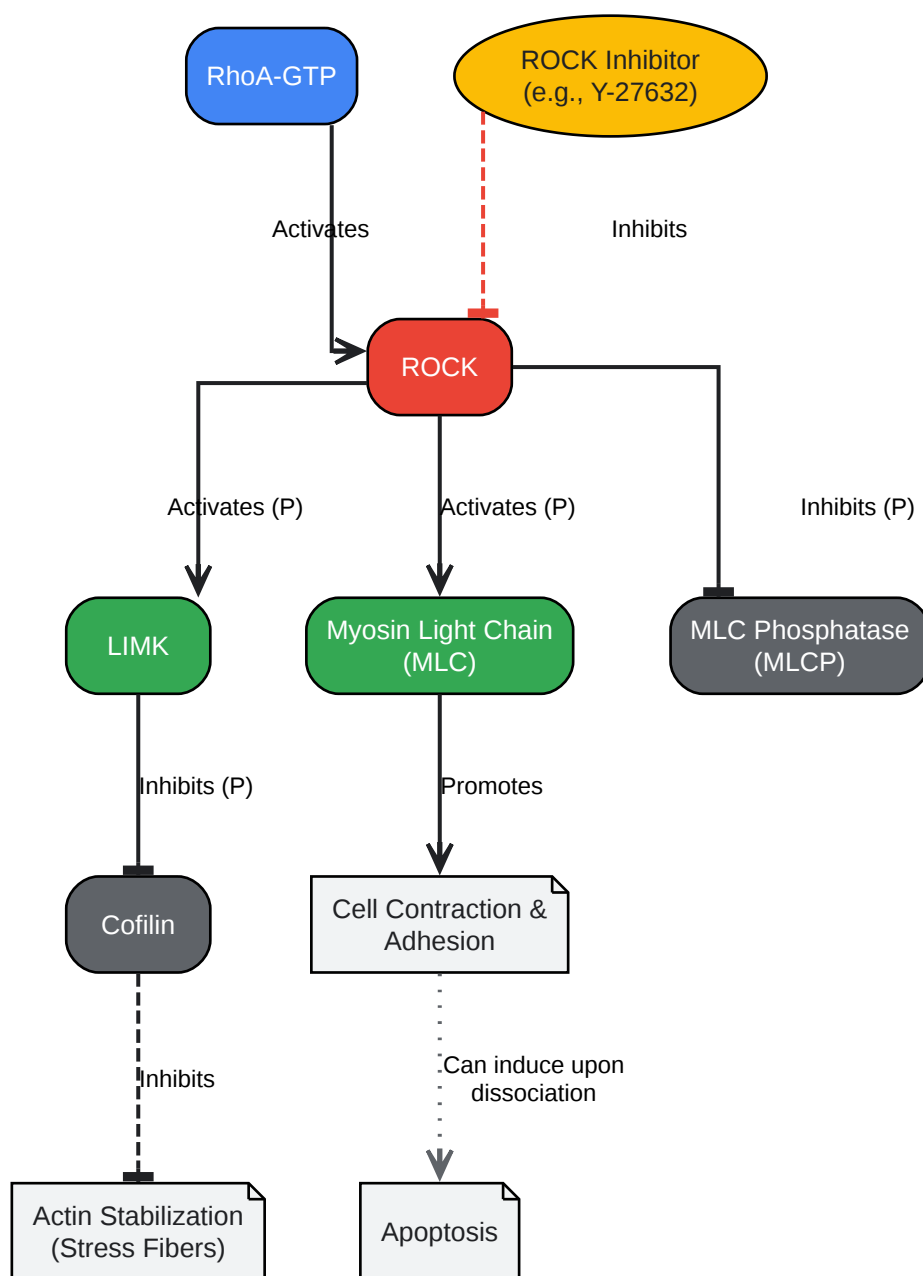 RhoA-GTP
ROCK Inhibitor
(e.g., Y-27632)
Activates
Inhibits
ROCK
Activates (P)
Activates (P)
Inhibits (P)
LIMK
Myosin Light Chain
(MLC)
MLC Phosphatase
(MLCP)
Inhibits (P)
Promotes
Cofilin
Cell Contraction &
Adhesion
Inhibits
Can induce upon
dissociation
Actin Stabilization
(Stress Fibers)
Apoptosis